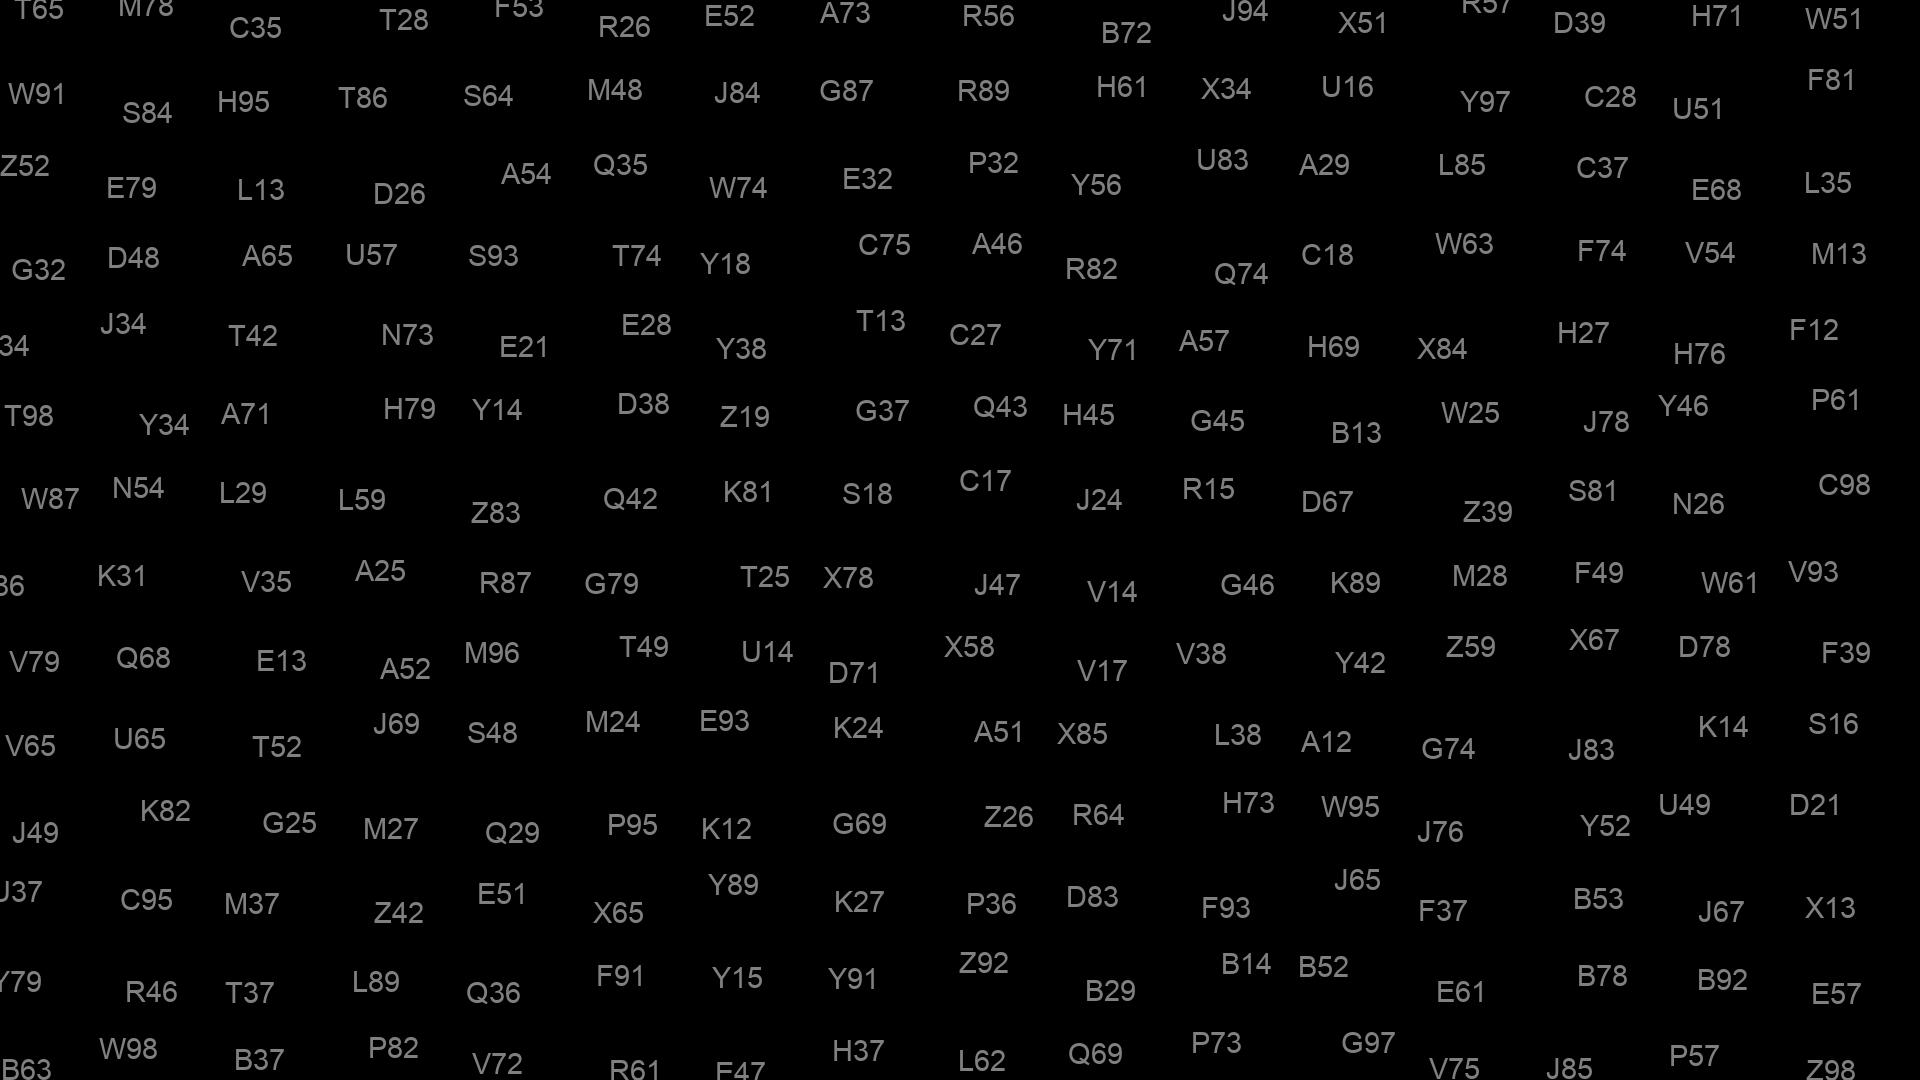 T65 M78 C35 T28 F53 R26 E52 A73 R56 B72 J94 X51 R57 D39 H71 W51
W91 S84 H95 T86 S64 M48 J84 G87 R89 H61 X34 U16 Y97 C28 U51 F81
Z52 E79 L13 D26 A54 Q35 W74 E32 P32 Y56 U83 A29 L85 C37 E68 L35
G32 D48 A65 U57 S93 T74 Y18 C75 A46 R82 Q74 C18 W63 F74 V54 M13
34 J34 T42 N73 E21 E28 Y38 T13 C27 Y71 A57 H69 X84 H27 H76 F12
T98 Y34 A71 H79 Y14 D38 Z19 G37 Q43 H45 G45 B13 W25 J78 Y46 P61
W87 N54 L29 L59 Z83 Q42 K81 S18 C17 J24 R15 D67 Z39 S81 N26 C98
K31 V35 A25 R87 G79 T25 X78 J47 V14 G46 K89 M28 F49 W61 V93
V79 Q68 E13 A52 M96 T49 U14 D71 X58 V17 V38 Y42 Z59 X67 D78 F39
V65 U65 T52 J69 S48 M24 E93 K24 A51 X85 L38 A12 G74 J83 K14 S16
J49 K82 G25 M27 Q29 P95 K12 G69 Z26 R64 H73 W95 J76 Y52 U49 D21
C95 M37 Z42 E51 X65 Y89 K27 P36 D83 F93 J65 F37 B53 J67 X13
Y79 R46 T37 L89 Q36 F91 Y15 Y91 Z92 B29 B14 B52 E61 B78 B92 E57
B63 W98 B37 P82 V72 R61 H37 L62 Q69 P73 G97 V75 J85 P57 Z98